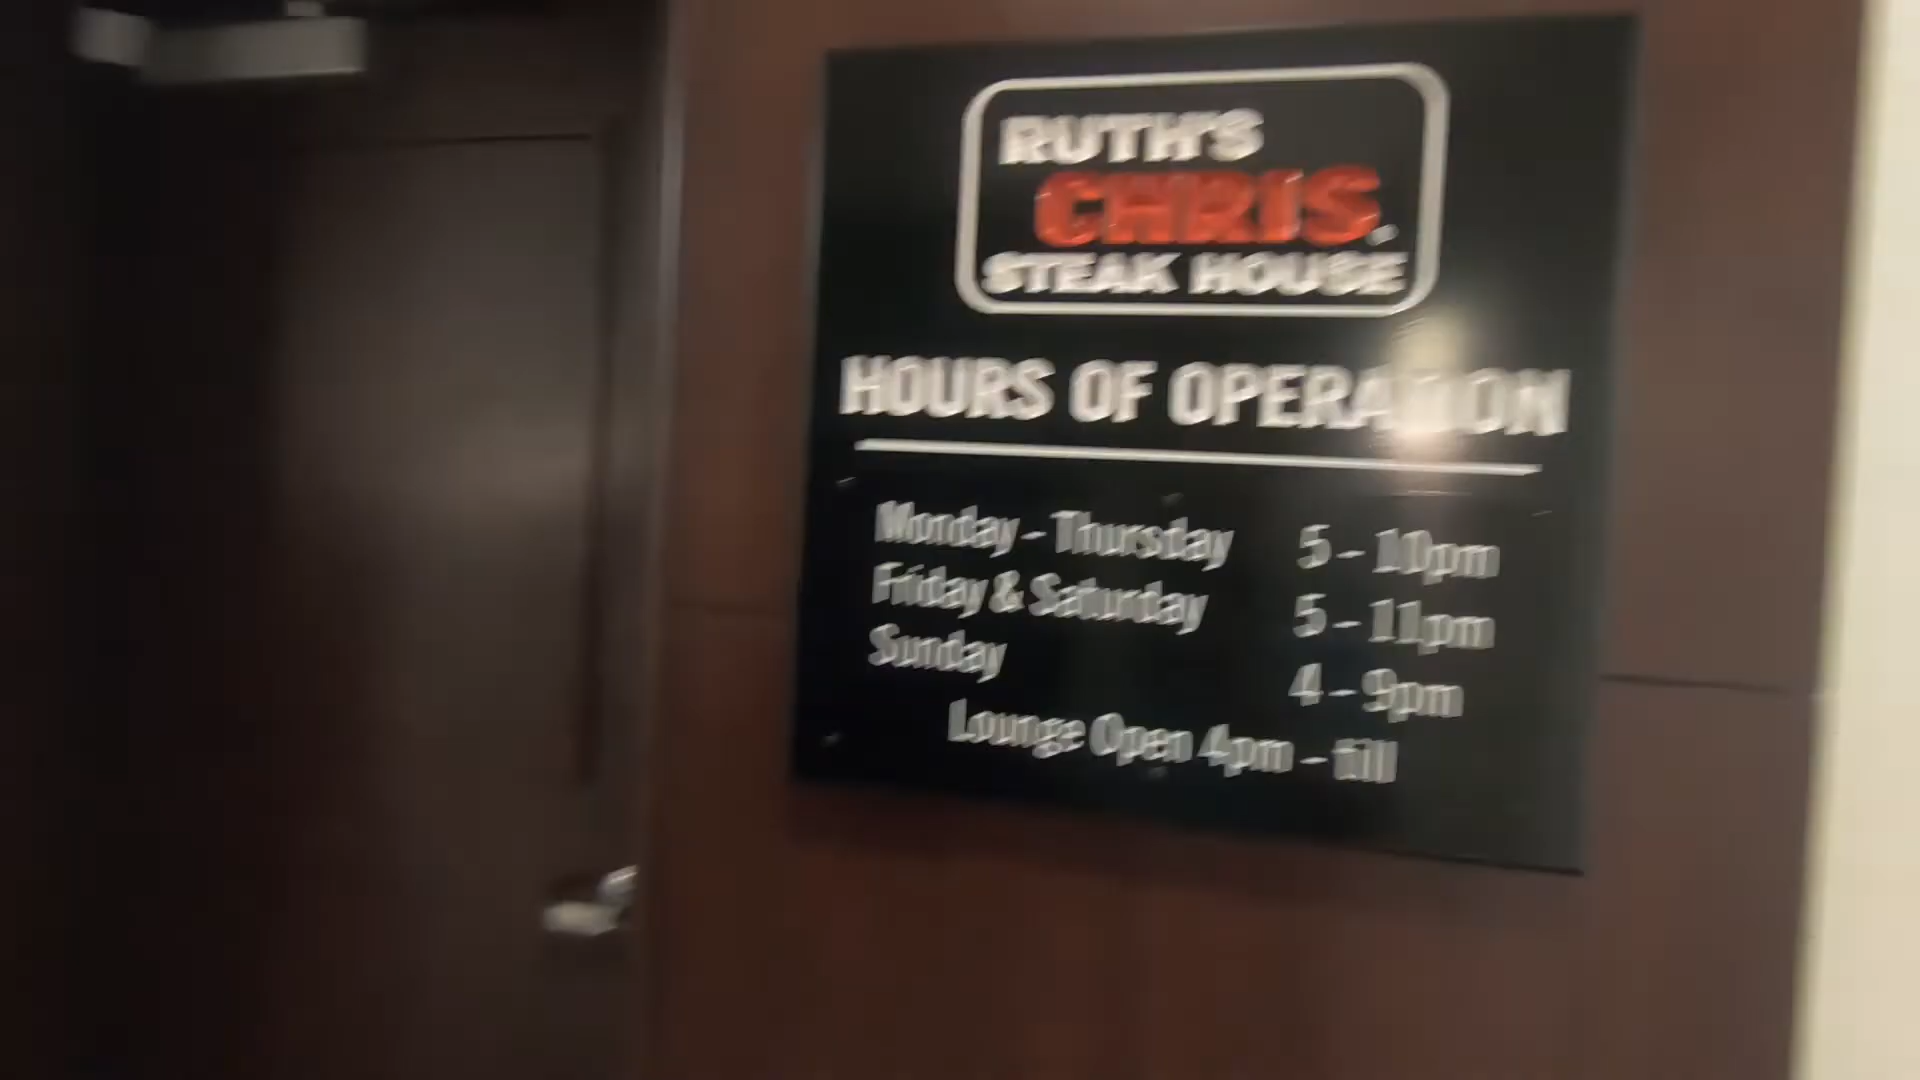 RUTH'S
CHRIS
STEAK HOUSE
HOURS OF OPERATION
Monday - Thursday 5 - 10pm
Friday & Saturday 5 - 11pm
Sunday 4 - 9pm
Lounge Open 4pm - till